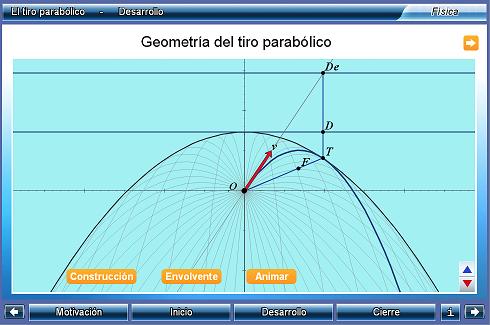 El tiro parabólico - Desarrollo
Física
Geometría del tiro parabólico
De
D
v
T
E
O
Construcción
Envolvente
Animar
Motivación
Inicio
Desarrollo
Cierre
i